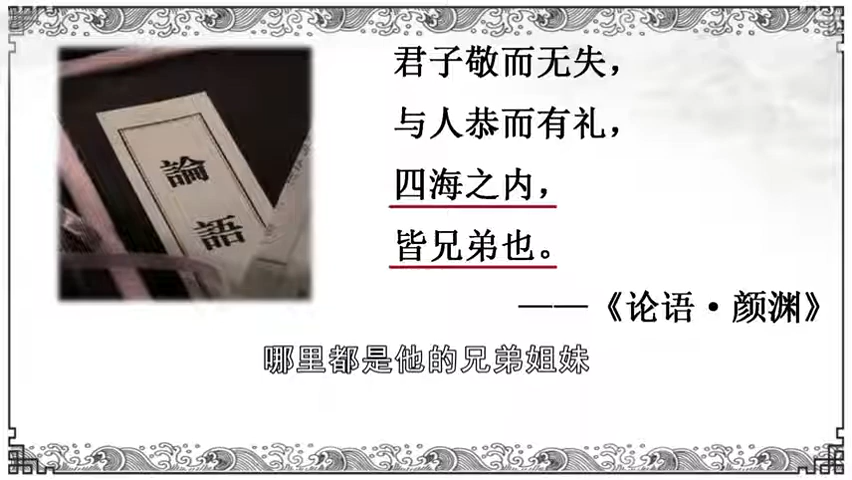 論語
君子敬而无失，
与人恭而有礼，
四海之内，
皆兄弟也。
——《论语·颜渊》
哪里都是他的兄弟姐妹